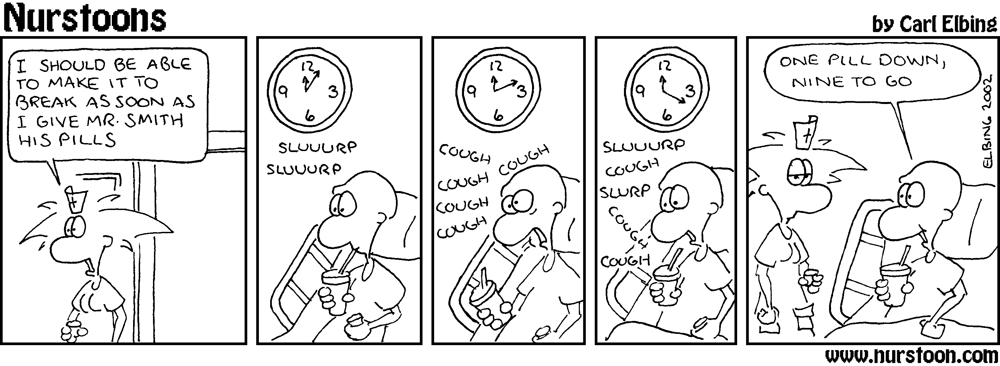 Nurstoons
by Carl Elbing
I SHOULD BE ABLE
TO MAKE IT TO
BREAK AS SOON AS
I GIVE MR. SMITH
HIS PILLS
12
9 3
6
SLUUURP
SLUUURP
12
9 3
6
COUGH
COUGH
COUGH
COUGH
COUGH
12
9 3
6
SLUUURP
COUGH
SLURP
COUGH
COUGH
ONE PILL DOWN,
NINE TO GO
ELBING 2002
www.nurstoon.com